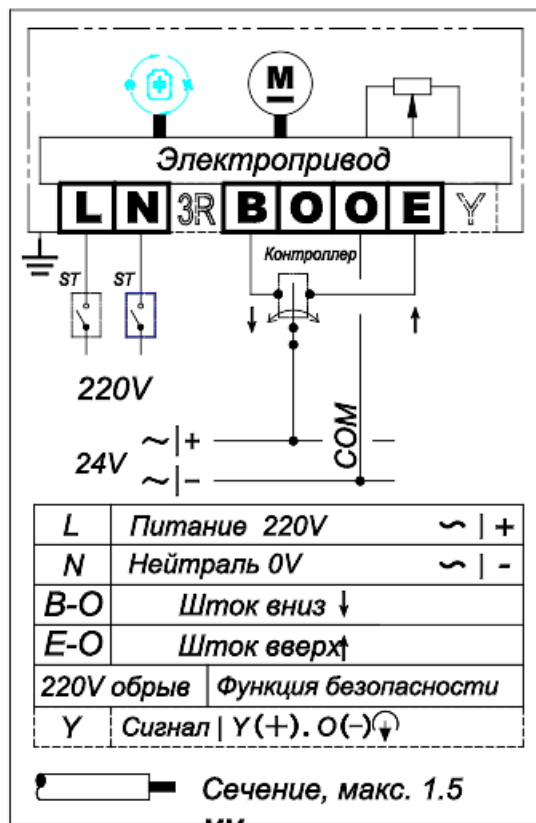 M
Электропривод
L N 3R B O O E Y
Контроллер
ST ST
220V
COM
24V ~|+
~|-
L Питание 220V ~ | +
N Нейтраль 0V ~ | -
B-O Шток вниз ↓
E-O Шток вверх↑
220V обрыв Функция безопасности
Y Сигнал | Y(+). O(-)
Сечение, макс. 1.5
мм